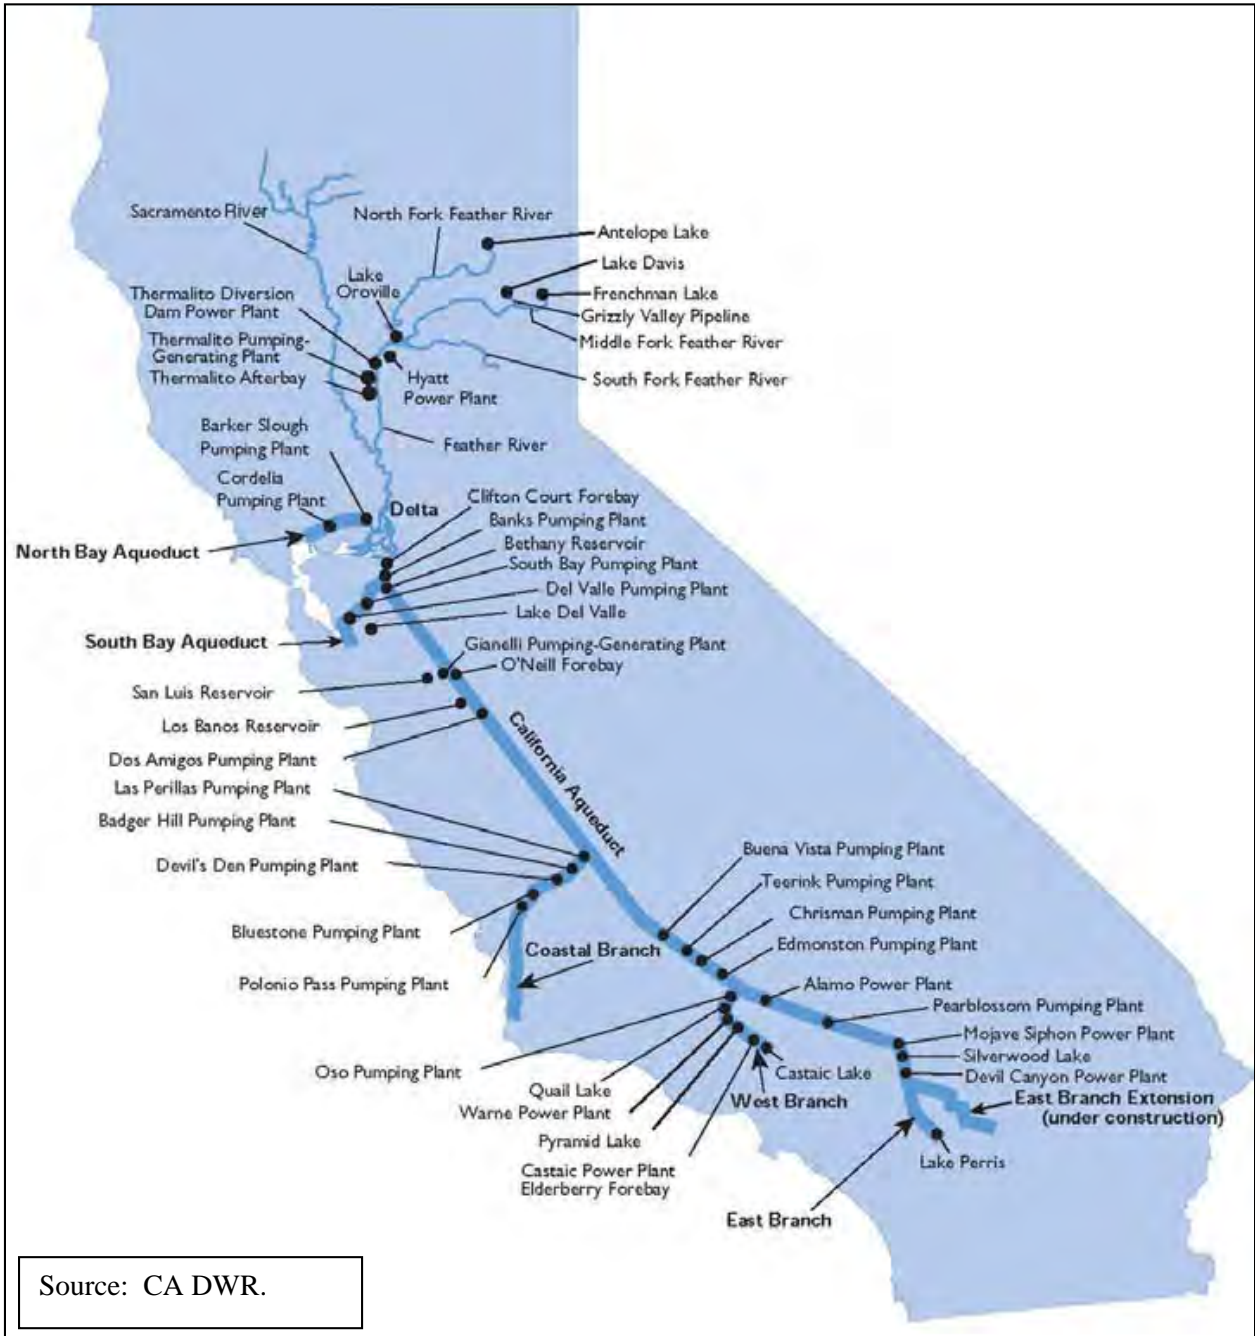 Sacramento River
North Fork Feather River
Antelope Lake
Lake Davis
Lake
Oroville
Thermalito Diversion
Dam Power Plant
Frenchman Lake
Grizzly Valley Pipeline
Middle Fork Feather River
Thermalito Pumping-
Generating Plant
Thermalito Afterbay
Hyatt
Power Plant
South Fork Feather River
Barker Slough
Pumping Plant
Feather River
Cordelia
Pumping Plant
Delta
Clifton Court Forebay
Banks Pumping Plant
North Bay Aqueduct
Bethany Reservoir
South Bay Pumping Plant
Del Valle Pumping Plant
Lake Del Valle
South Bay Aqueduct
Gianelli Pumping-Generating Plant
O'Neill Forebay
San Luis Reservoir
Los Banos Reservoir
Dos Amigos Pumping Plant
California Aqueduct
Las Perillas Pumping Plant
Badger Hill Pumping Plant
Devil's Den Pumping Plant
Buena Vista Pumping Plant
Teerink Pumping Plant
Chrisman Pumping Plant
Bluestone Pumping Plant
Coastal Branch
Edmonston Pumping Plant
Polonio Pass Pumping Plant
Alamo Power Plant
Pearblossom Pumping Plant
Mojave Siphon Power Plant
Silverwood Lake
Oso Pumping Plant
Castaic Lake
Devil Canyon Power Plant
Quail Lake
West Branch
East Branch Extension
(under construction)
Warne Power Plant
Pyramid Lake
Lake Perris
Castaic Power Plant
Elderberry Forebay
East Branch
Source: CA DWR.